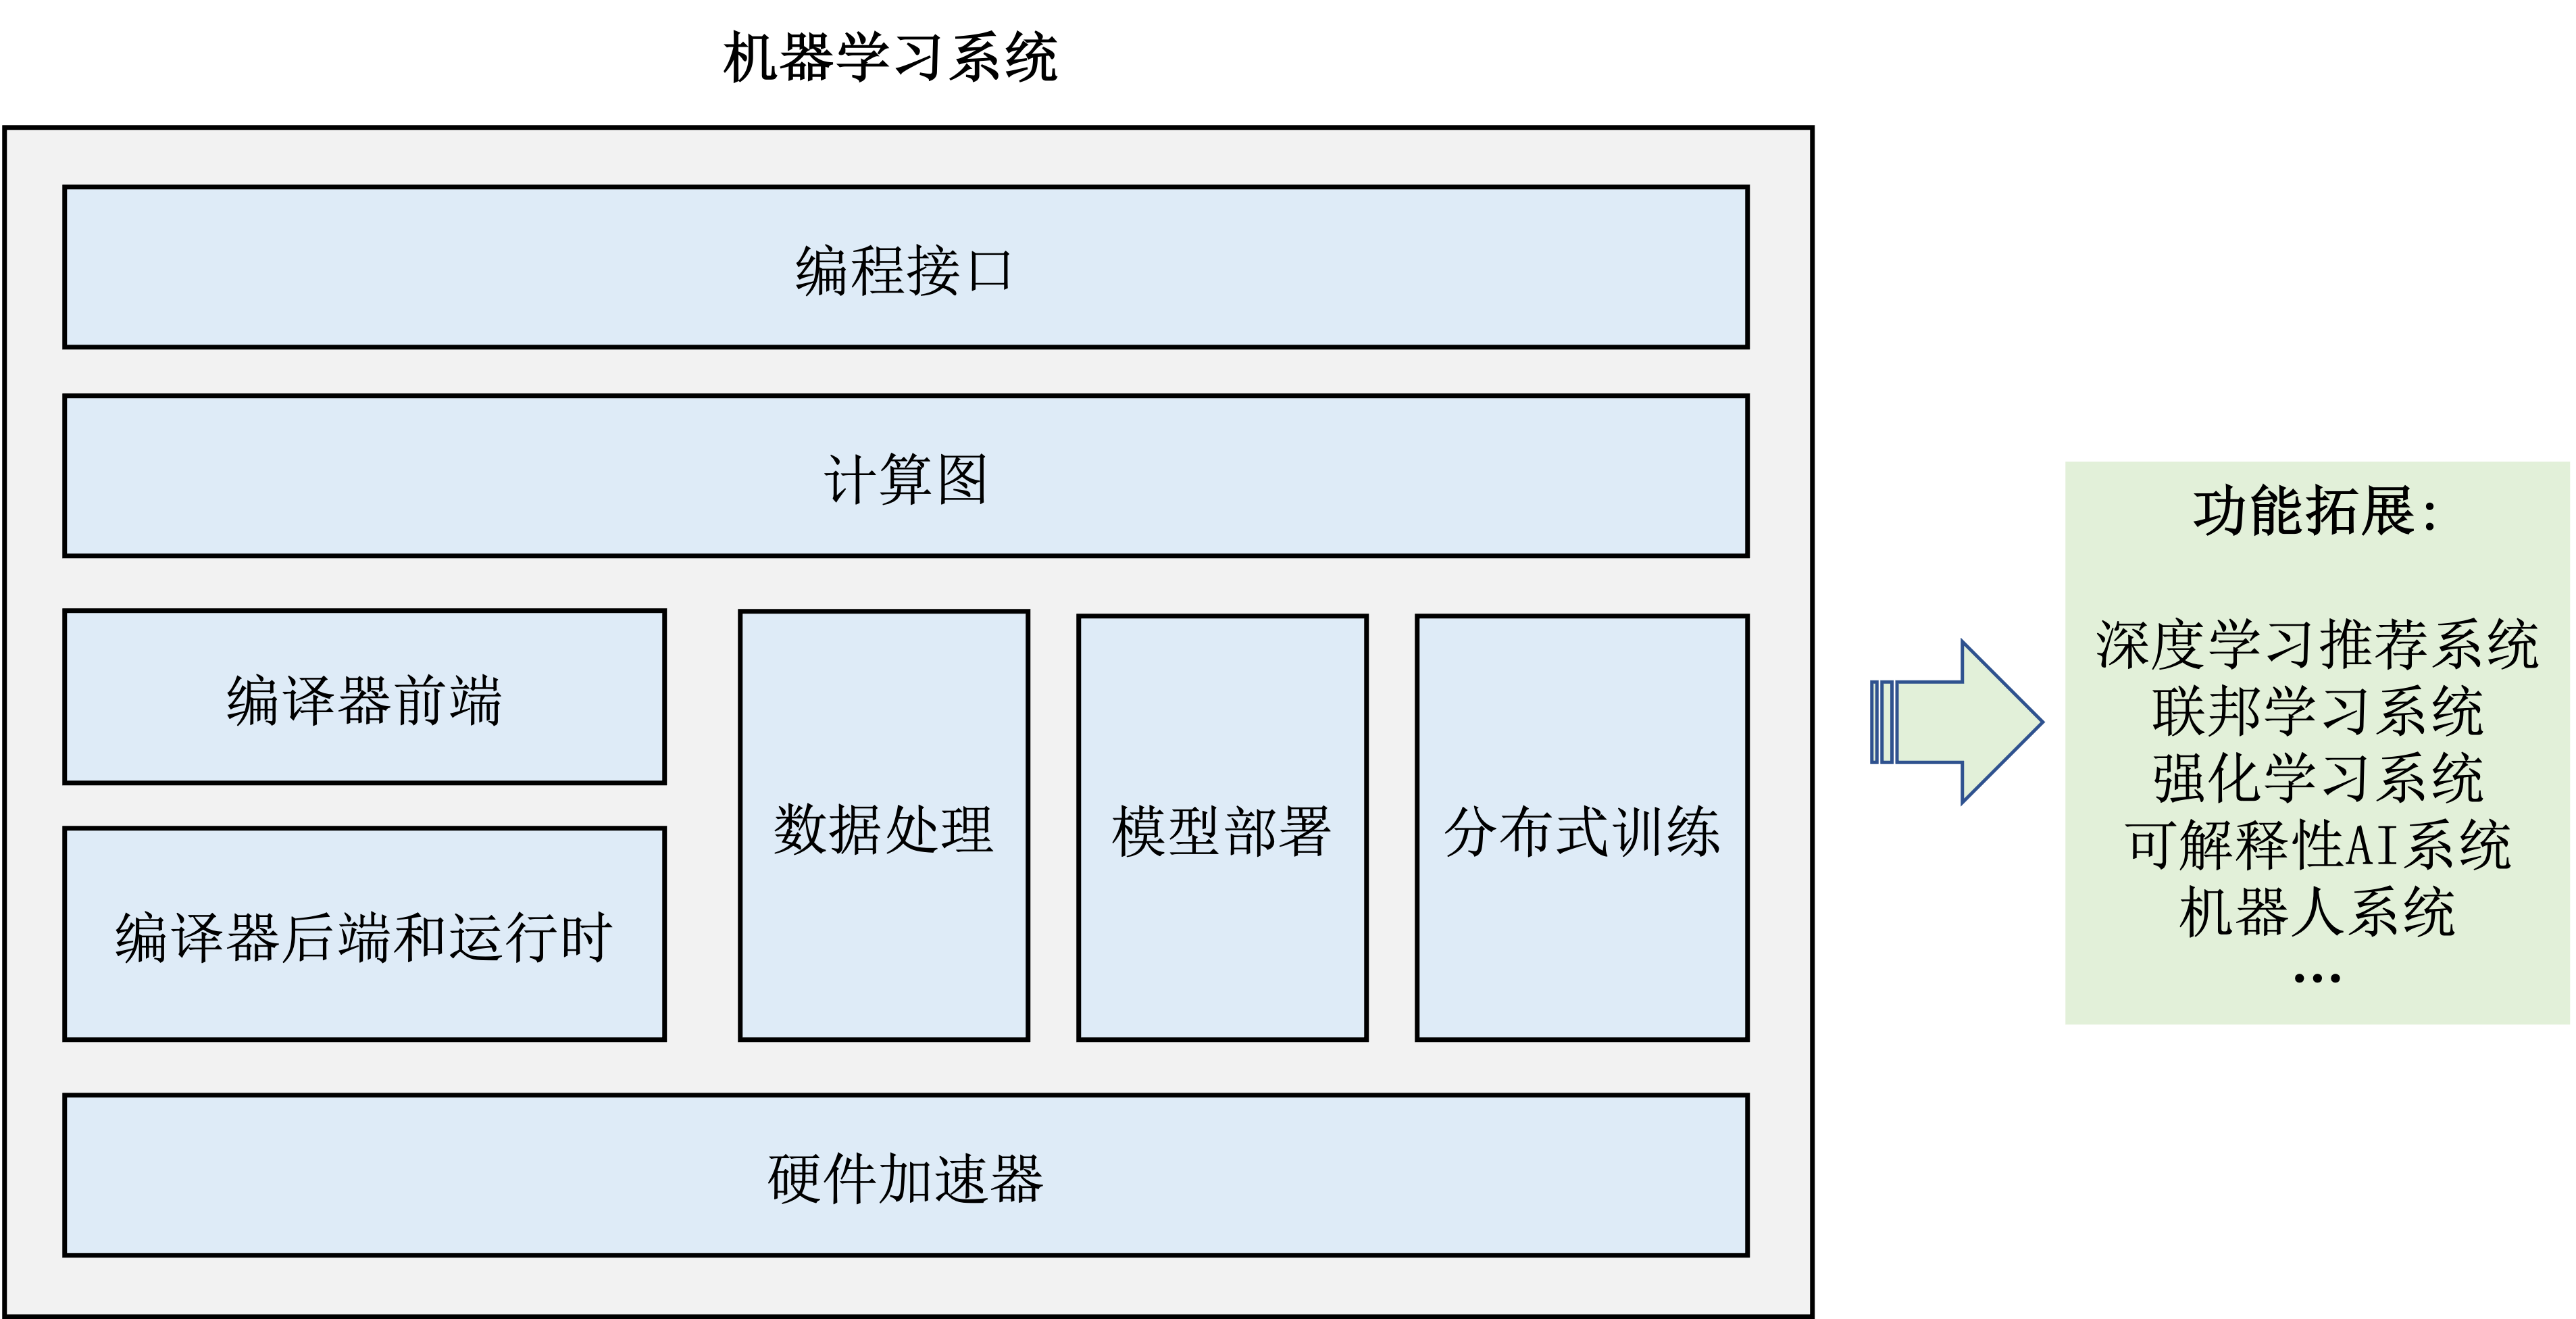 机器学习系统
编程接口
计算图
编译器前端
编译器后端和运行时
数据处理
模型部署
分布式训练
硬件加速器
功能拓展：
深度学习推荐系统
联邦学习系统
强化学习系统
可解释性AI系统
机器人系统
...